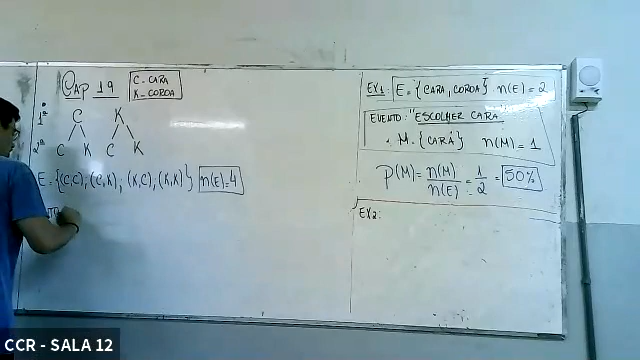 Cap 19
C - CARA
K - COROA
1ª C K
2ª C K C K
E = {(C,C), (C,K), (K,C), (K,K)} n(E)=4
EX1: E = {CARA, COROA} n(E) = 2
EVENTO: "ESCOLHER CARA"
M = {CARA} n(M) = 1
P(M) = n(M)/n(E) = 1/2 = 50%
EX2:
CCR - SALA 12